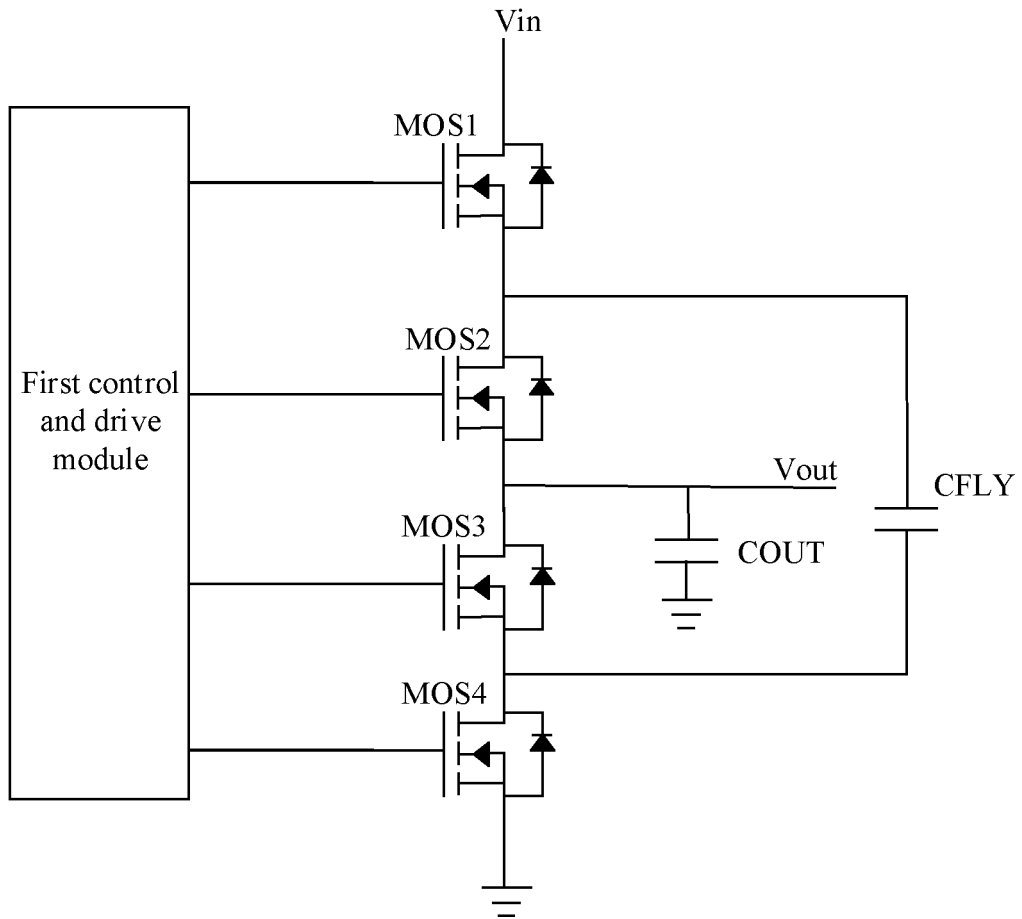 Vin
MOS1
MOS2
First control
and drive
module
Vout
CFLY
MOS3
COUT
MOS4